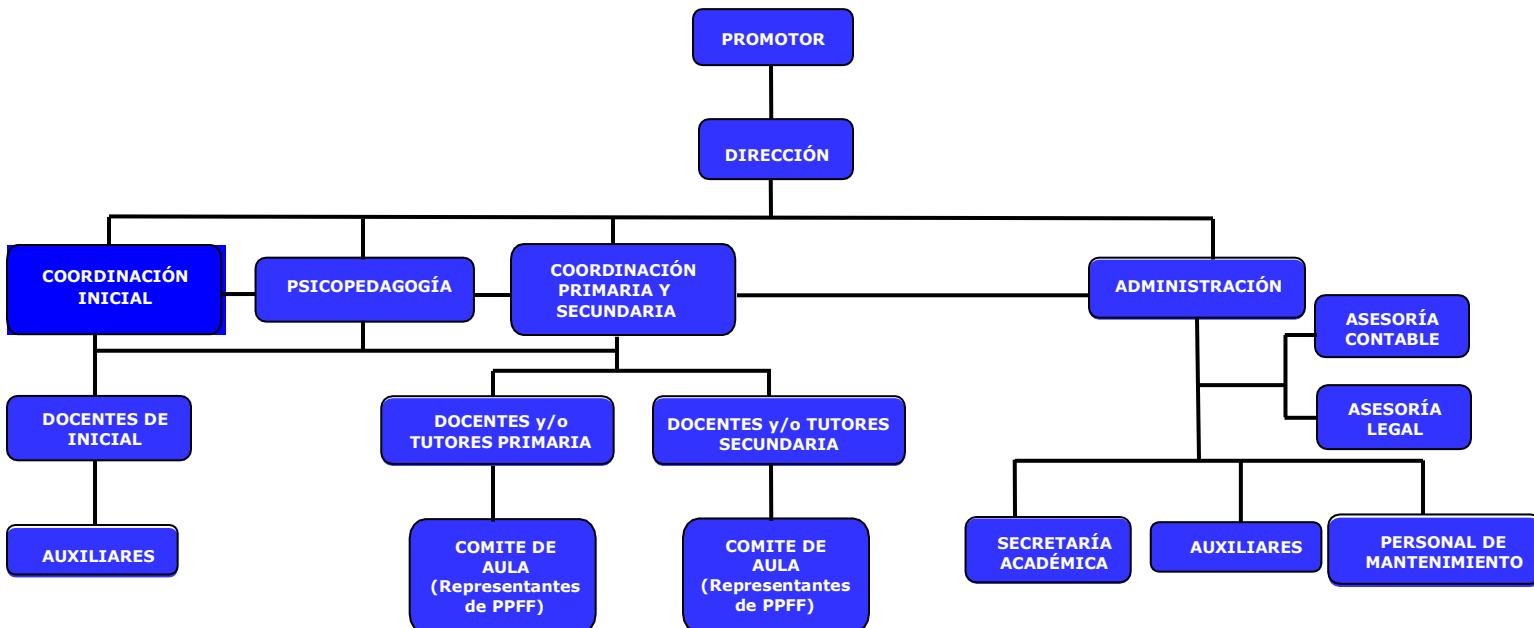 PROMOTOR
DIRECCIÓN
COORDINACIÓN
INICIAL
PSICOPEDAGOGÍA
COORDINACIÓN
PRIMARIA Y
SECUNDARIA
ADMINISTRACIÓN
ASESORÍA
CONTABLE
ASESORÍA
LEGAL
DOCENTES DE
INICIAL
DOCENTES y/o
TUTORES PRIMARIA
DOCENTES y/o TUTORES
SECUNDARIA
AUXILIARES
COMITE DE
AULA
(Representantes
de PPFF)
COMITE DE
AULA
(Representantes
de PPFF)
SECRETARÍA
ACADÉMICA
AUXILIARES
PERSONAL DE
MANTENIMIENTO